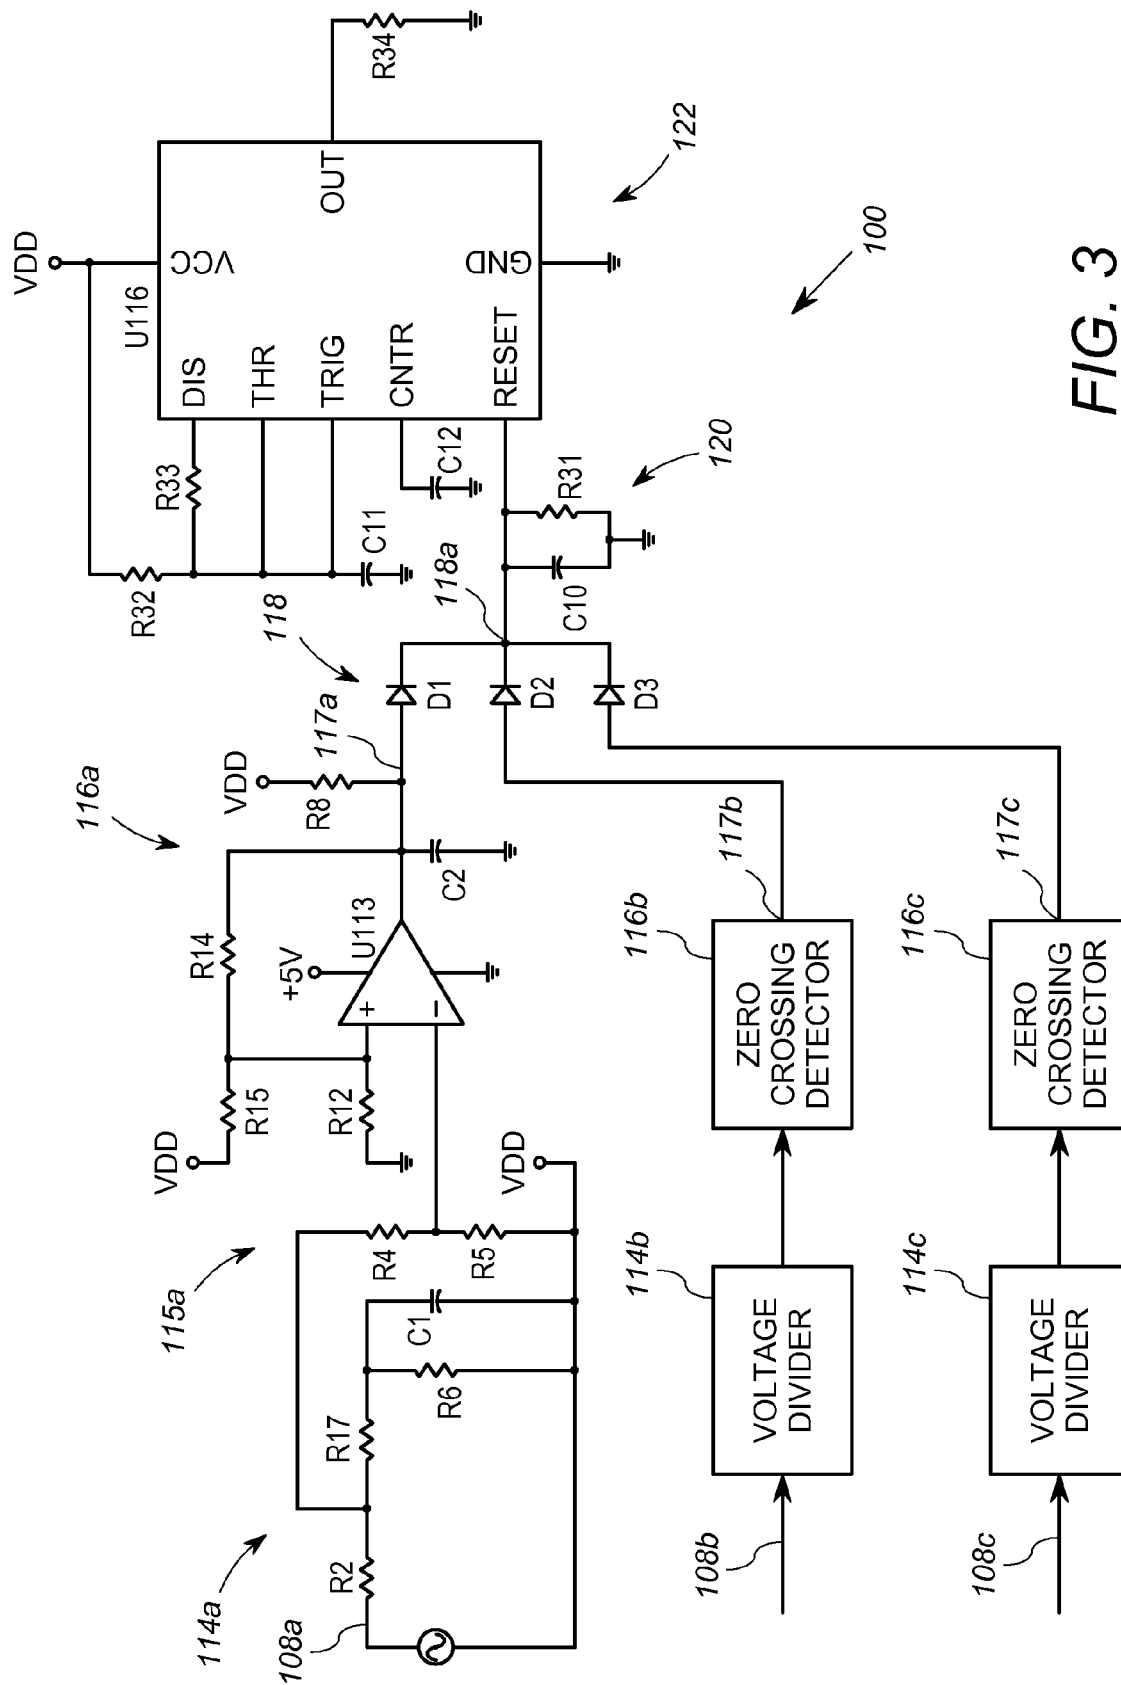 114a
108a
R2
R17
R6
C1
115a
R4
R5
VDD
VDD
R15
R12
R14
+5V
U113
+
−
116a
C2
VDD
R8
117a
118
D1
D2
D3
118a
R32
R33
C11
C12
C10
R31
120
VDD
U116
VCC
DIS
THR
TRIG
CNTR
RESET
OUT
GND
R34
122
100
108b
114b
VOLTAGE
DIVIDER
116b
ZERO
CROSSING
DETECTOR
117b
108c
114c
VOLTAGE
DIVIDER
116c
ZERO
CROSSING
DETECTOR
117c
FIG. 3